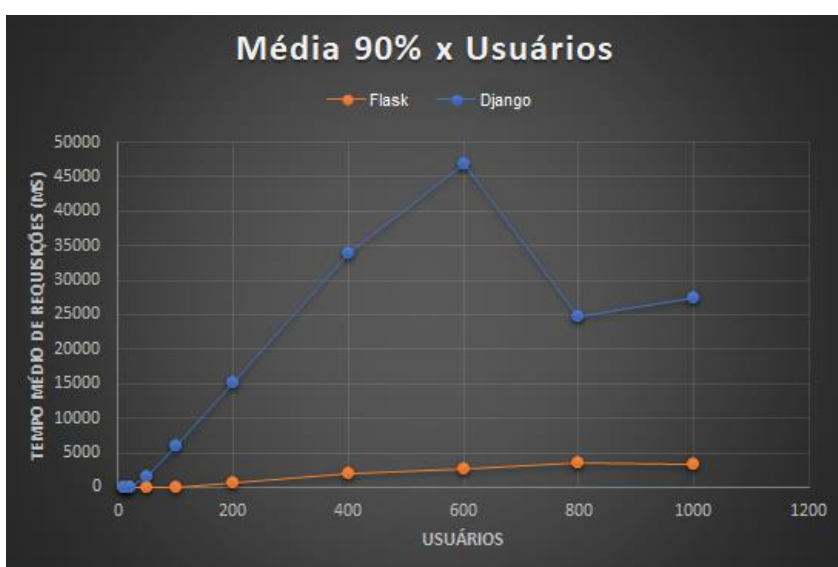 Média 90% x Usuários
Flask Django
50000
45000
40000
35000
30000
25000
20000
15000
10000
5000
0
TEMPO MÉDIO DE REQUISIÇÕES (MS)
0 200 400 600 800 1000 1200
USUÁRIOS